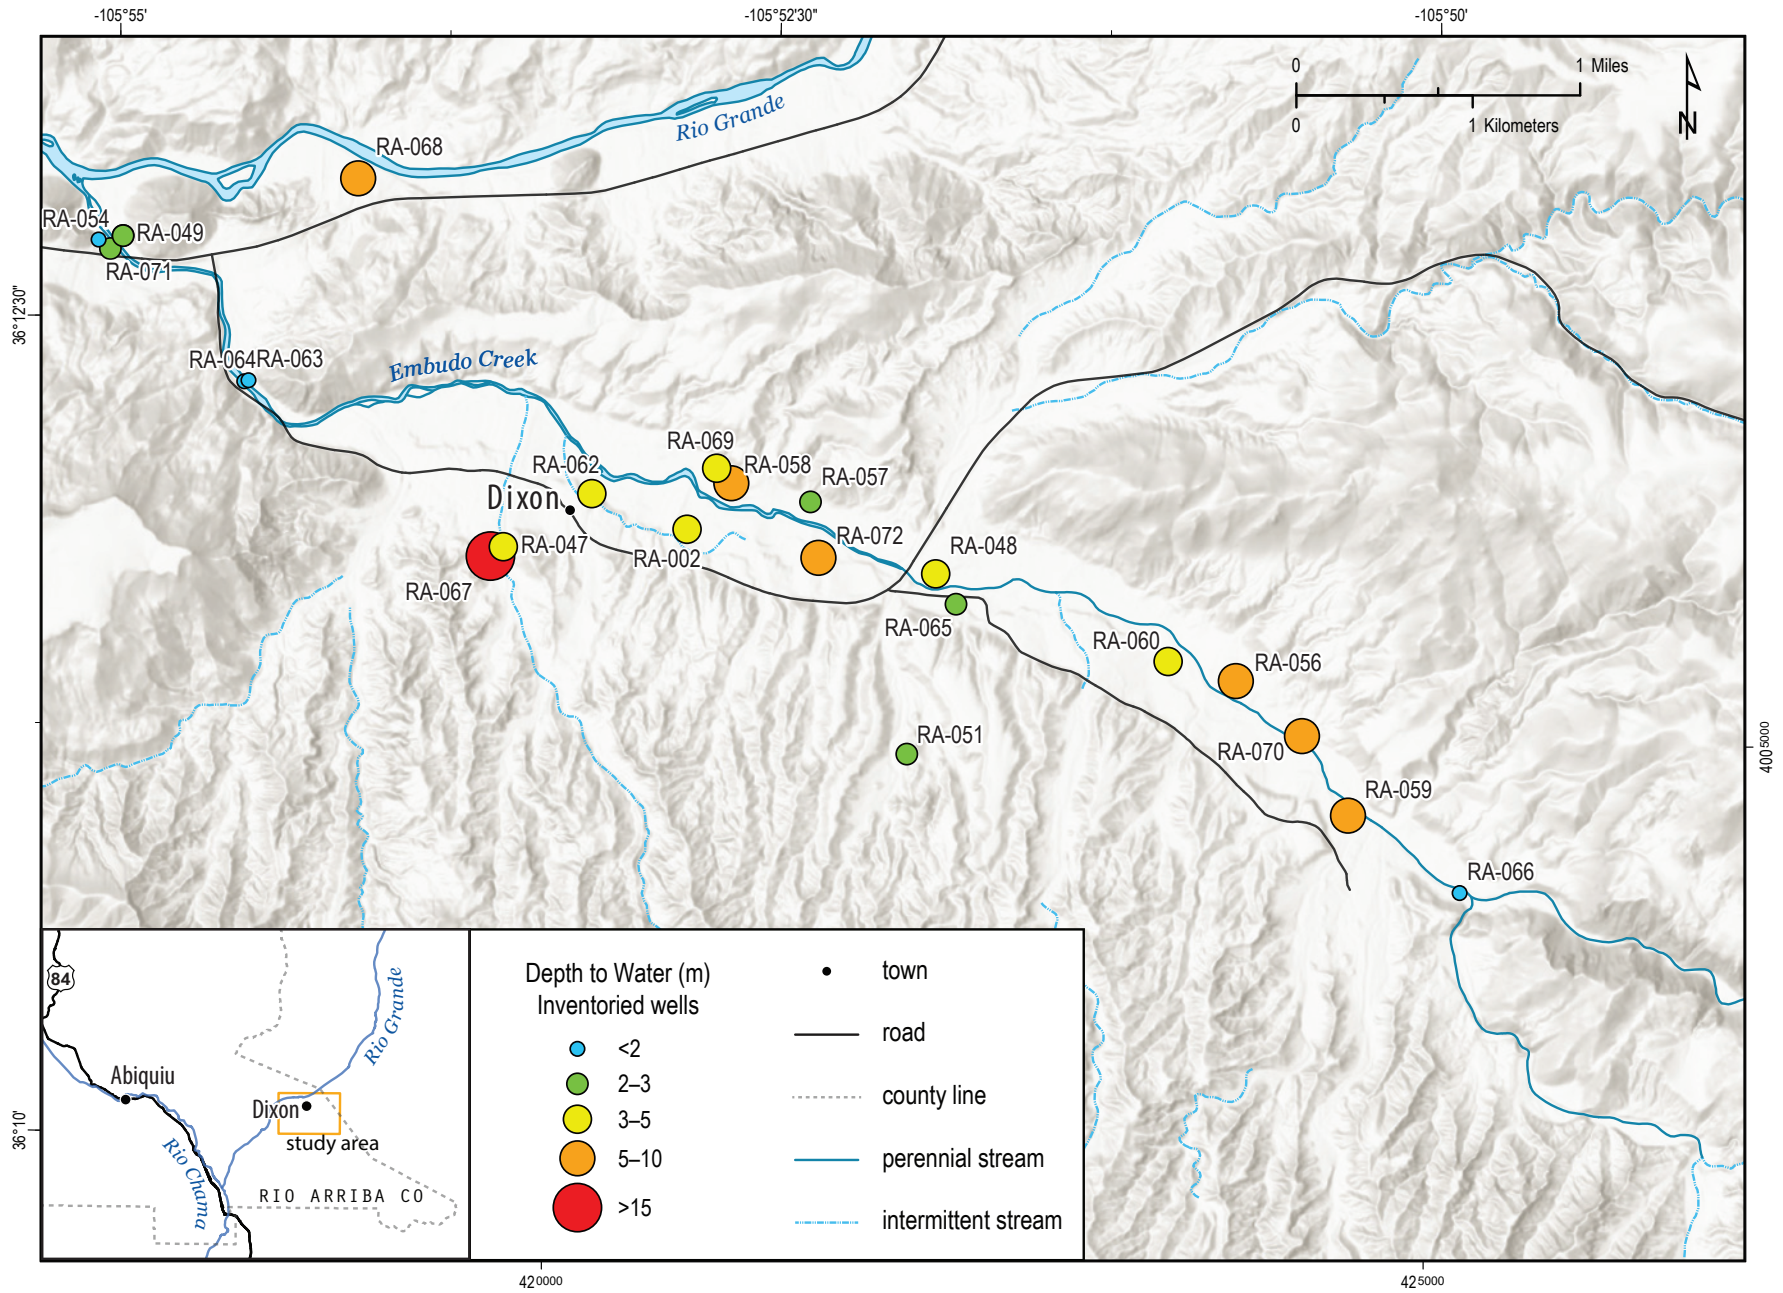 -105°55'
-105°52'30"
-105°50'
0
1 Miles
0
1 Kilometers
N
Rio Grande
RA-068
RA-054
RA-049
RA-071
36°12'30"
RA-064
RA-063
Embudo Creek
RA-069
RA-062
RA-058
RA-057
Dixon
RA-072
RA-047
RA-002
RA-048
RA-067
RA-065
RA-060
RA-056
RA-051
RA-070
4005000
RA-059
RA-066
84
Rio Grande
Abiquiu
Dixon
study area
Rio Chama
RIO ARRIBA CO
36°10'
Depth to Water (m)
Inventoried wells
<2
2–3
3–5
5–10
>15
town
road
county line
perennial stream
intermittent stream
420000
425000